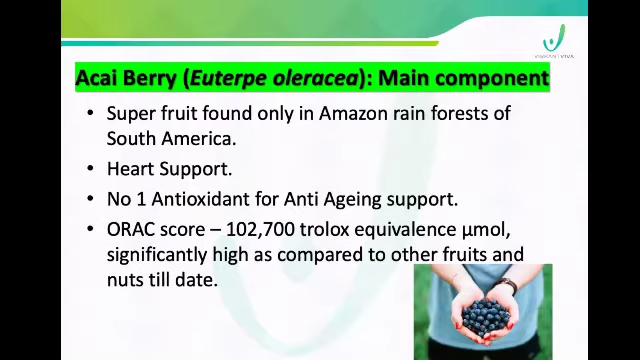 VIBRANT VIVA
Acai Berry (Euterpe oleracea): Main component
• Super fruit found only in Amazon rain forests of
South America.
• Heart Support.
• No 1 Antioxidant for Anti Ageing support.
• ORAC score – 102,700 trolox equivalence μmol,
significantly high as compared to other fruits and
nuts till date.